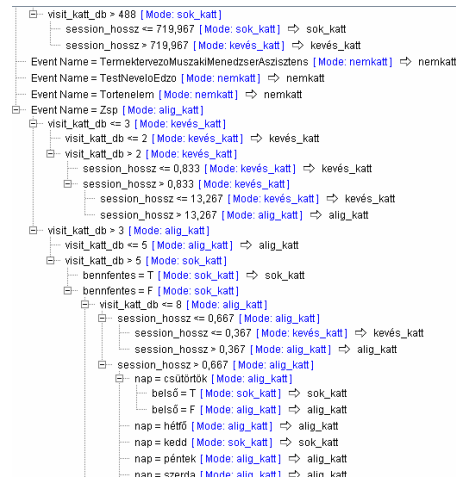 visit_katt_db > 488 [Mode: sok_katt]
session_hossz <= 719,967 [Mode: sok_katt] ⇨ sok_katt
session_hossz > 719,967 [Mode: kevés_katt] ⇨ kevés_katt
Event Name = TermektervezoMuszakiMenedzserAszisztens [Mode: nemkatt] ⇨ nemkatt
Event Name = TestNeveloEdzo [Mode: nemkatt] ⇨ nemkatt
Event Name = Tortenelem [Mode: nemkatt] ⇨ nemkatt
Event Name = Zsp [Mode: alig_katt]
visit_katt_db <= 3 [Mode: kevés_katt]
visit_katt_db <= 2 [Mode: kevés_katt] ⇨ kevés_katt
visit_katt_db > 2 [Mode: kevés_katt]
session_hossz <= 0,833 [Mode: kevés_katt] ⇨ kevés_katt
session_hossz > 0,833 [Mode: kevés_katt]
session_hossz <= 13,267 [Mode: kevés_katt] ⇨ kevés_katt
session_hossz > 13,267 [Mode: alig_katt] ⇨ alig_katt
visit_katt_db > 3 [Mode: alig_katt]
visit_katt_db <= 5 [Mode: alig_katt] ⇨ alig_katt
visit_katt_db > 5 [Mode: sok_katt]
bennfentes = T [Mode: sok_katt] ⇨ sok_katt
bennfentes = F [Mode: sok_katt]
visit_katt_db <= 8 [Mode: alig_katt]
session_hossz <= 0,667 [Mode: alig_katt]
session_hossz <= 0,367 [Mode: kevés_katt] ⇨ kevés_katt
session_hossz > 0,367 [Mode: alig_katt] ⇨ alig_katt
session_hossz > 0,667 [Mode: alig_katt]
nap = csütörtök [Mode: alig_katt]
belső = T [Mode: sok_katt] ⇨ sok_katt
belső = F [Mode: alig_katt] ⇨ alig_katt
nap = hétfő [Mode: alig_katt] ⇨ alig_katt
nap = kedd [Mode: sok_katt] ⇨ sok_katt
nap = péntek [Mode: alig_katt] ⇨ alig_katt
nap = szerda [Mode: alig_katt] ⇨ alig_katt